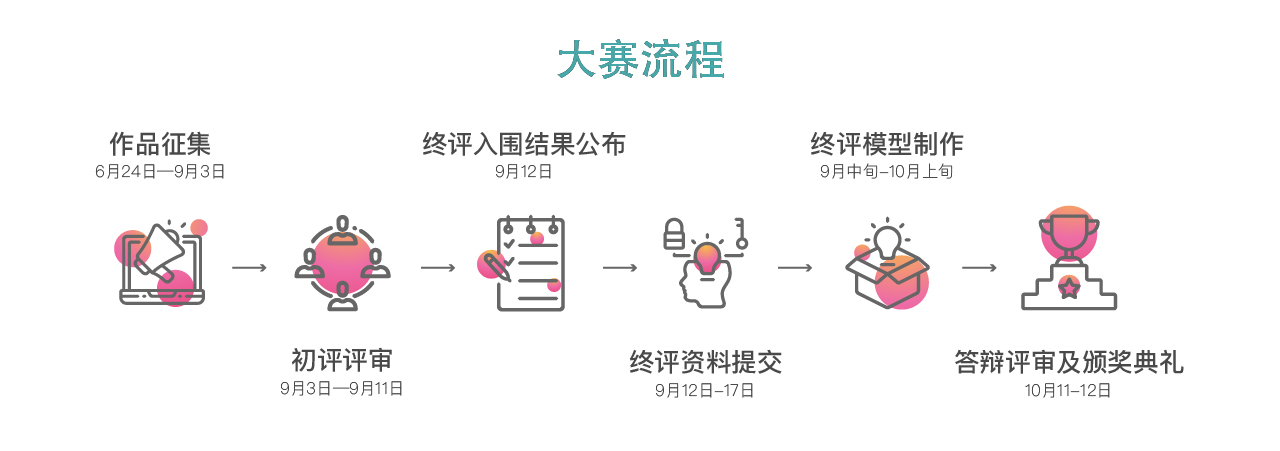 大赛流程
作品征集
6月24日—9月3日
初评评审
9月3日—9月11日
终评入围结果公布
9月12日
终评资料提交
9月12日–17日
终评模型制作
9月中旬–10月上旬
答辩评审及颁奖典礼
10月11–12日